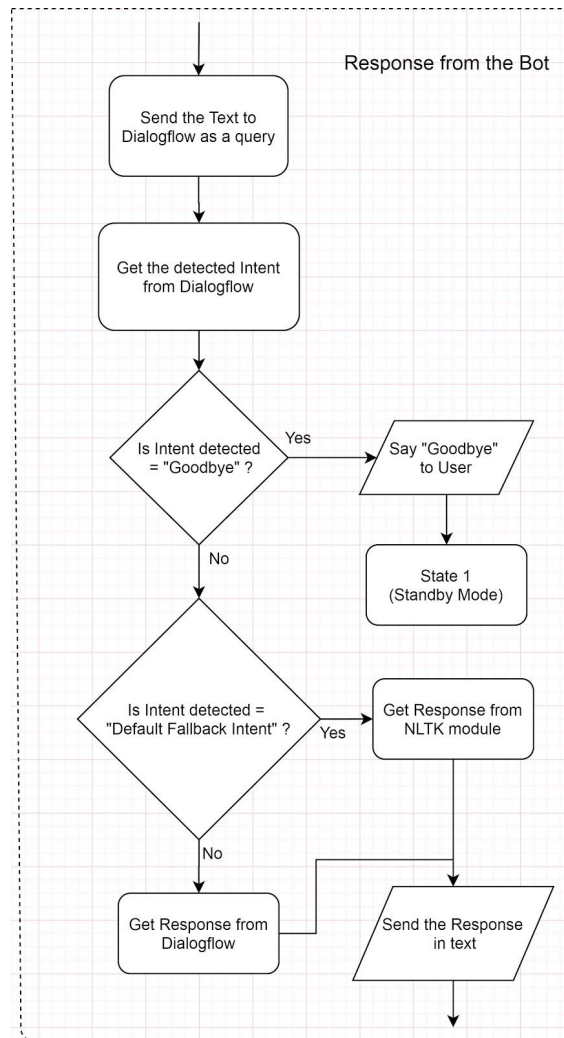 Response from the Bot
Send the Text to
Dialogflow as a query
Get the detected Intent
from Dialogflow
Is Intent detected
= "Goodbye" ?
Yes
Say "Goodbye"
to User
No
State 1
(Standby Mode)
Is Intent detected =
"Default Fallback Intent" ?
Yes
Get Response from
NLTK module
No
Get Response from
Dialogflow
Send the Response
in text